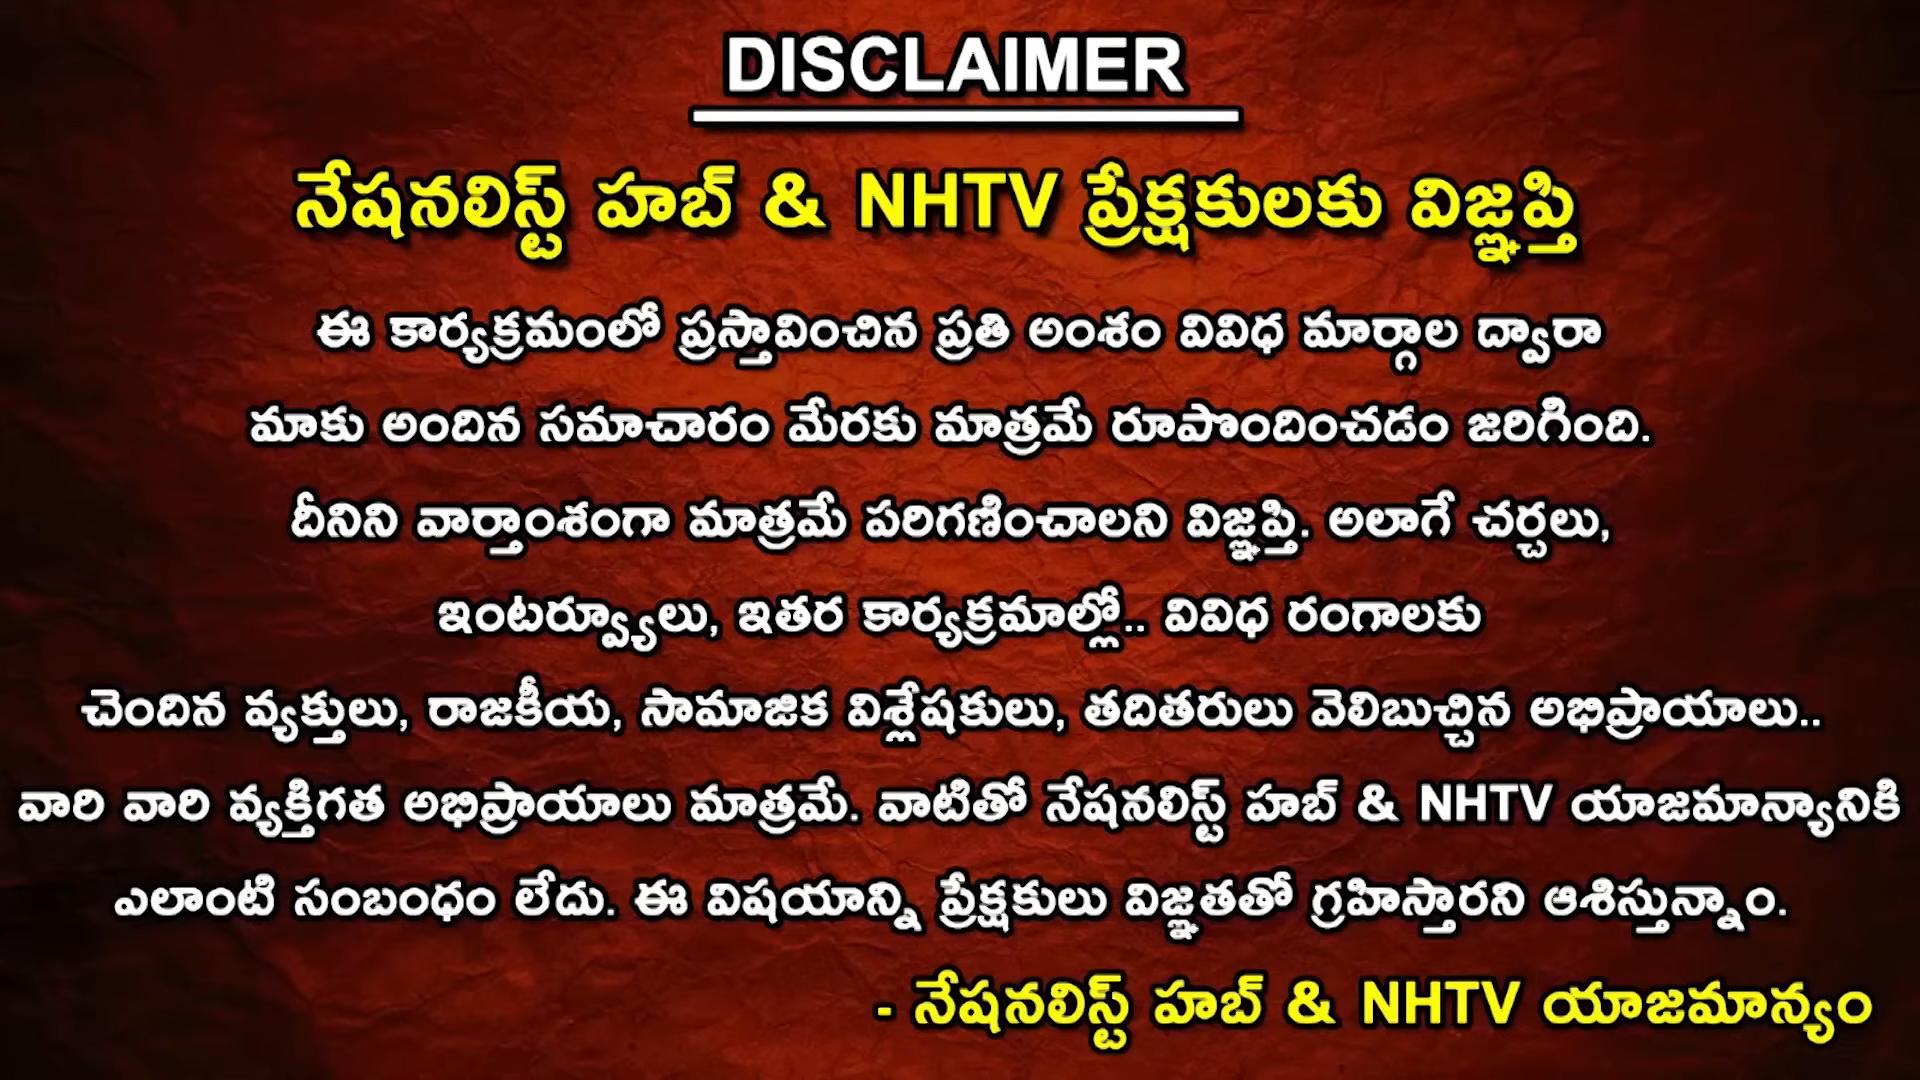 DISCLAIMER
నేషనలిస్ట్ హబ్ & NHTV ప్రేక్షకులకు విజ్ఞప్తి
ఈ కార్యక్రమంలో ప్రస్తావించిన ప్రతి అంశం వివిధ మార్గాల ద్వారా
మాకు అందిన సమాచారం మేరకు మాత్రమే రూపొందించడం జరిగింది.
దీనిని వార్తాంశంగా మాత్రమే పరిగణించాలని విజ్ఞప్తి. అలాగే చర్చలు,
ఇంటర్వ్యూలు, ఇతర కార్యక్రమాల్లో.. వివిధ రంగాలకు
చెందిన వ్యక్తులు, రాజకీయ, సామాజిక విశ్లేషకులు, తదితరులు వెలిబుచ్చిన అభిప్రాయాలు..
వారి వారి వ్యక్తిగత అభిప్రాయాలు మాత్రమే. వాటితో నేషనలిస్ట్ హబ్ & NHTV యాజమాన్యానికి
ఎలాంటి సంబంధం లేదు. ఈ విషయాన్ని ప్రేక్షకులు విజ్ఞతతో గ్రహిస్తారని ఆశిస్తున్నాం.
- నేషనలిస్ట్ హబ్ & NHTV యాజమాన్యం